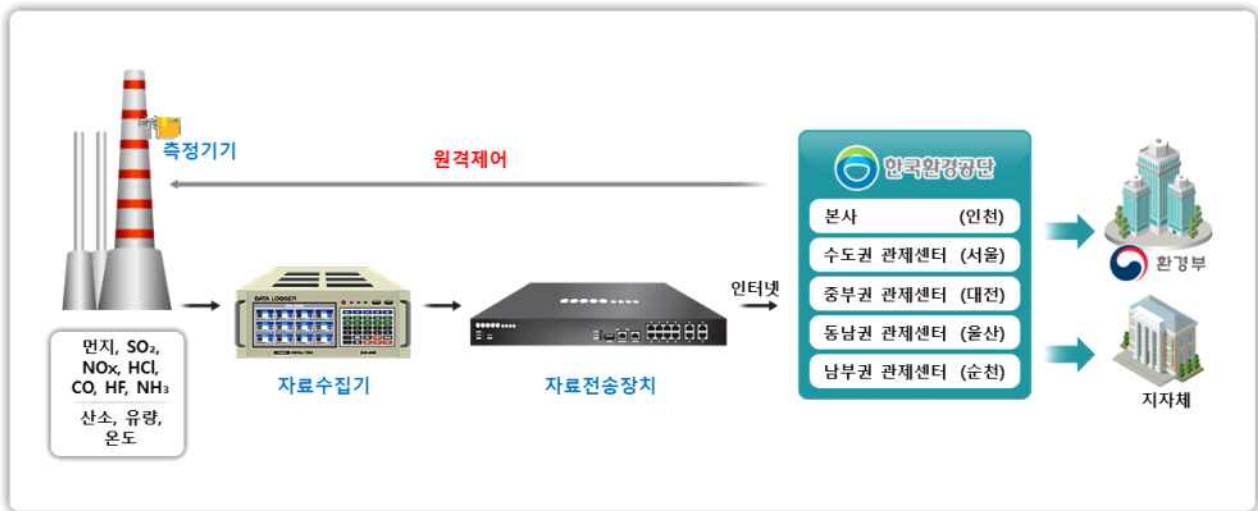 측정기기
원격제어
먼지, SO₂,
NOx, HCl,
CO, HF, NH₃
산소, 유량,
온도
DATA LOGGER
자료수집기
자료전송장치
인터넷
한국환경공단
본사 (인천)
수도권 관제센터 (서울)
중부권 관제센터 (대전)
동남권 관제센터 (울산)
남부권 관제센터 (순천)
환경부
지자체